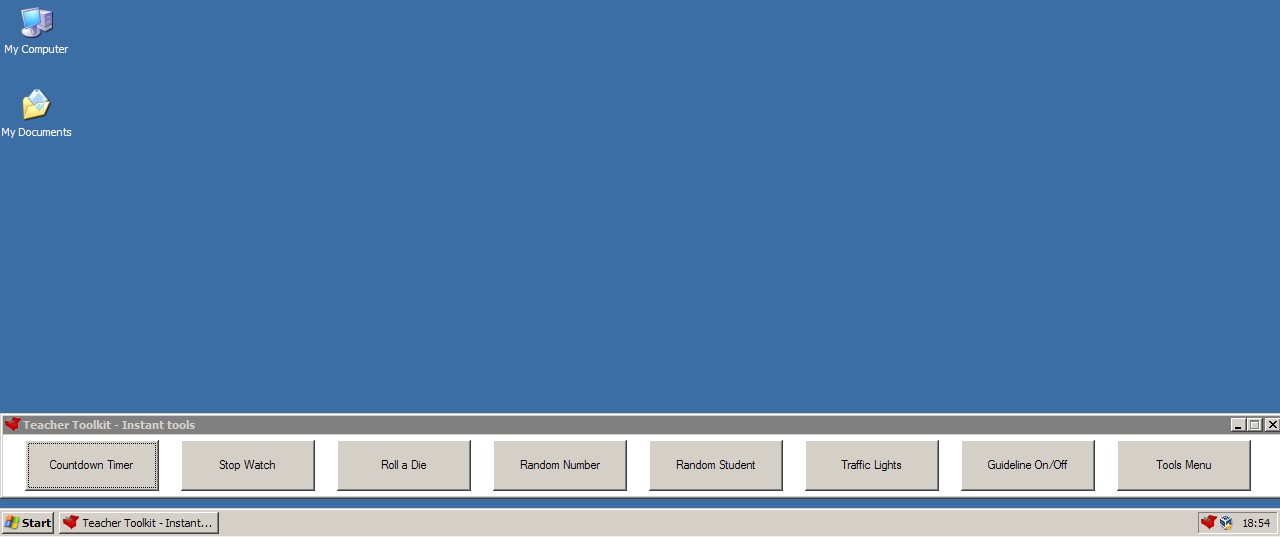 My Computer
My Documents
Teacher Toolkit - Instant tools
Countdown Timer
Stop Watch
Roll a Die
Random Number
Random Student
Traffic Lights
Guideline On/Off
Tools Menu
Start
Teacher Toolkit - Instant...
18:54